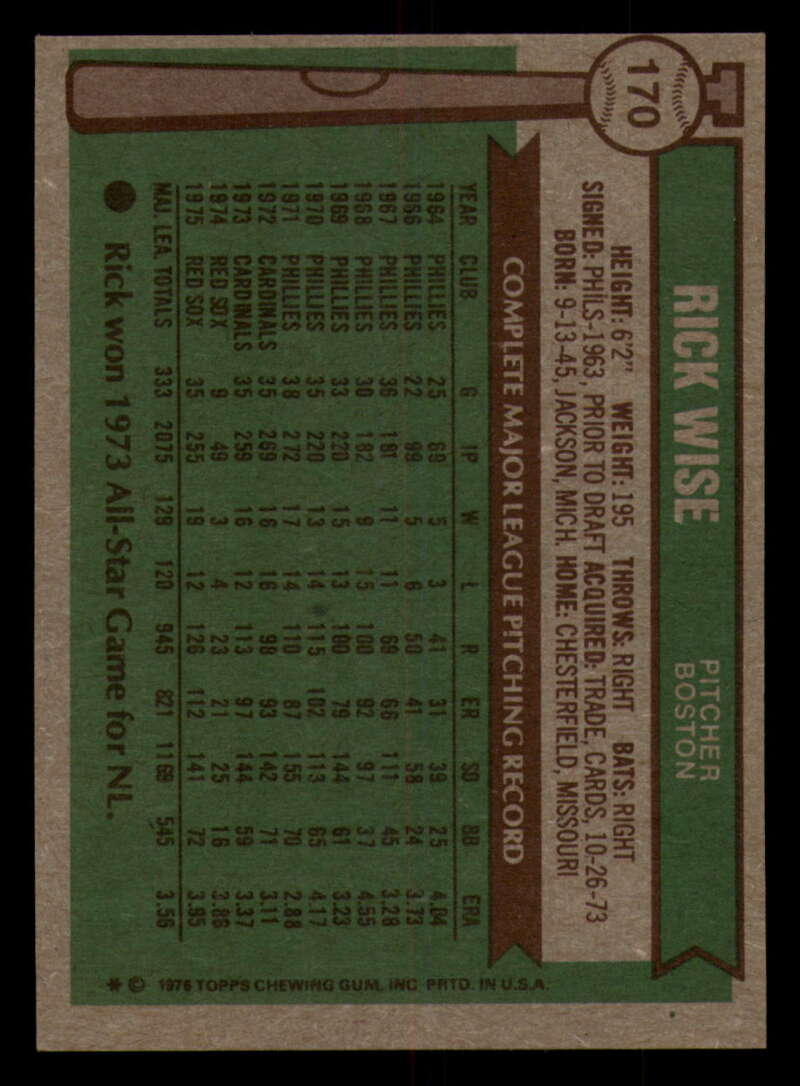 170
RICK WISE
PITCHER
BOSTON
HEIGHT: 6'2" WEIGHT: 195 THROWS: RIGHT BATS: RIGHT
SIGNED: PHILS-1963, PRIOR TO DRAFT ACQUIRED: TRADE, CARDS, 10-26-73
BORN: 9-13-45, JACKSON, MICH. HOME: CHESTERFIELD, MISSOURI
COMPLETE MAJOR LEAGUE PITCHING RECORD
YEAR CLUB G IP W L R ER SO BB ERA
1964 PHILLIES 25 69 5 3 41 31 39 25 4.04
1966 PHILLIES 22 99 5 6 50 41 58 24 3.73
1967 PHILLIES 36 181 11 11 69 66 111 45 3.28
1968 PHILLIES 30 182 9 15 100 92 97 37 4.55
1969 PHILLIES 33 220 15 13 100 79 144 61 3.23
1970 PHILLIES 35 220 13 14 115 102 113 65 4.17
1971 PHILLIES 38 272 17 14 110 87 155 70 2.88
1972 CARDINALS 35 269 16 16 98 93 142 71 3.11
1973 CARDINALS 35 259 16 12 113 97 144 59 3.37
1974 RED SOX 9 49 3 4 23 21 25 16 3.86
1975 RED SOX 35 255 19 12 126 112 141 72 3.95
MAJ. LEA. TOTALS 333 2075 129 120 945 821 1169 545 3.56
Rick won 1973 All-Star Game for NL.
* © 1976 TOPPS CHEWING GUM, INC. PRTD. IN U.S.A.